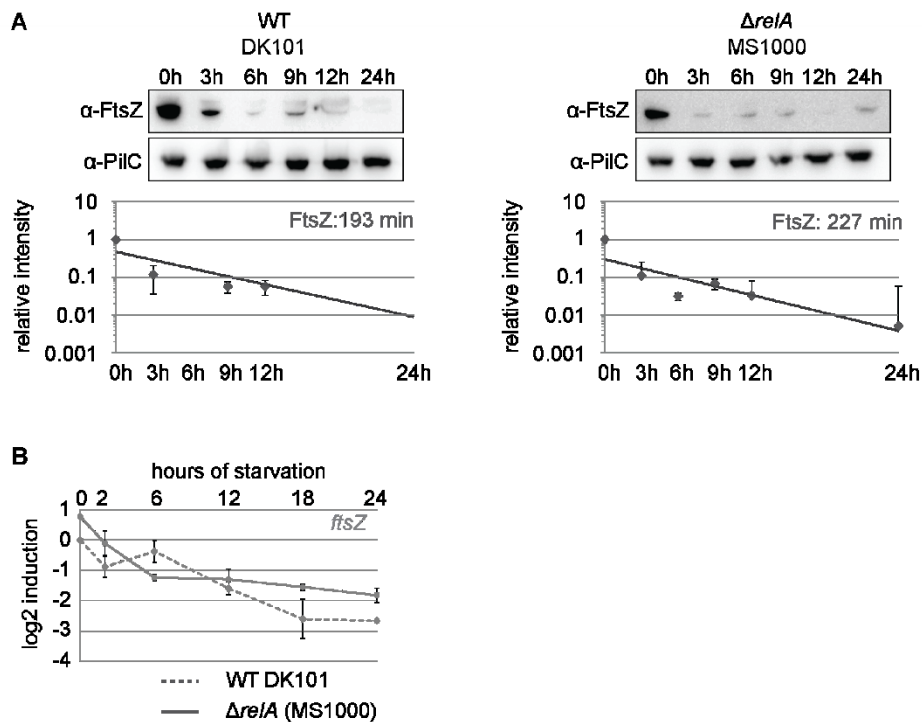 A
WT
DK101
0h 3h 6h 9h 12h 24h
α-FtsZ
α-PilC
relative intensity
10
1
0.1
0.01
0.001
FtsZ:193 min
0h 3h 6h 9h 12h 24h
ΔrelA
MS1000
0h 3h 6h 9h 12h 24h
α-FtsZ
α-PilC
relative intensity
10
1
0.1
0.01
0.001
FtsZ: 227 min
0h 3h 6h 9h 12h 24h
B
hours of starvation
0 2 6 12 18 24
log2 induction
1
0
-1
-2
-3
-4
ftsZ
WT DK101
ΔrelA (MS1000)